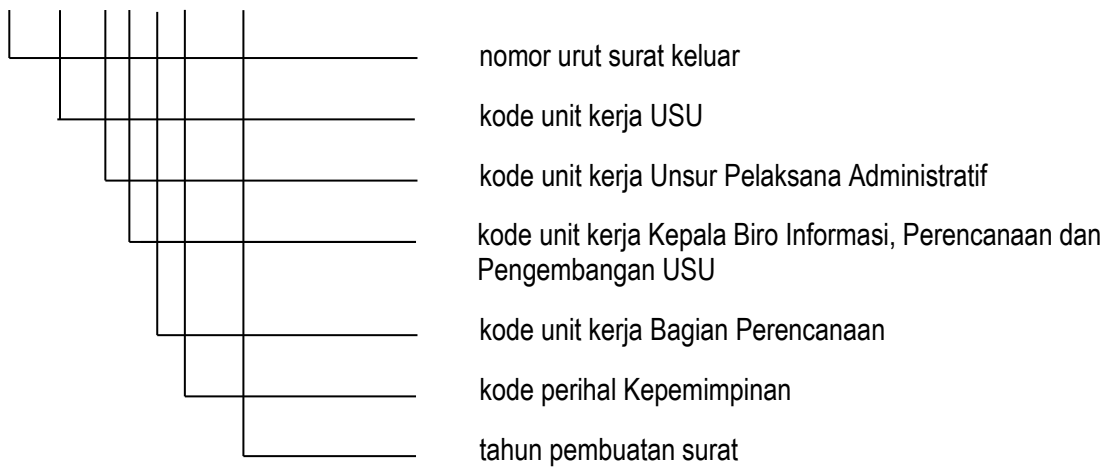 nomor urut surat keluar
kode unit kerja USU
kode unit kerja Unsur Pelaksana Administratif
kode unit kerja Kepala Biro Informasi, Perencanaan dan
Pengembangan USU
kode unit kerja Bagian Perencanaan
kode perihal Kepemimpinan
tahun pembuatan surat